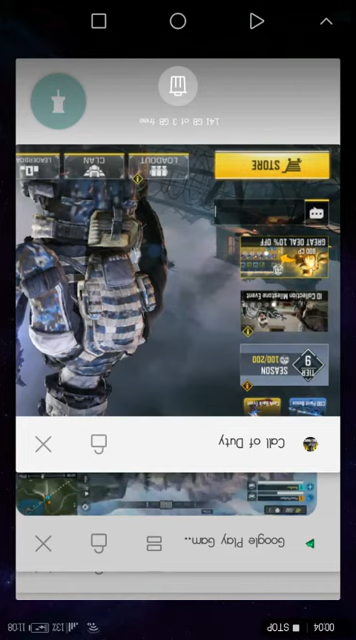 00:04 STOP 11:08
Google Play Gam..
Call of Duty
TIER
9
SEASON
100/200
Collection Milestone Event
GREAT DEAL 10% OFF
STORE
LOADOUT
CLAN
1.41 GB of 3 GB free